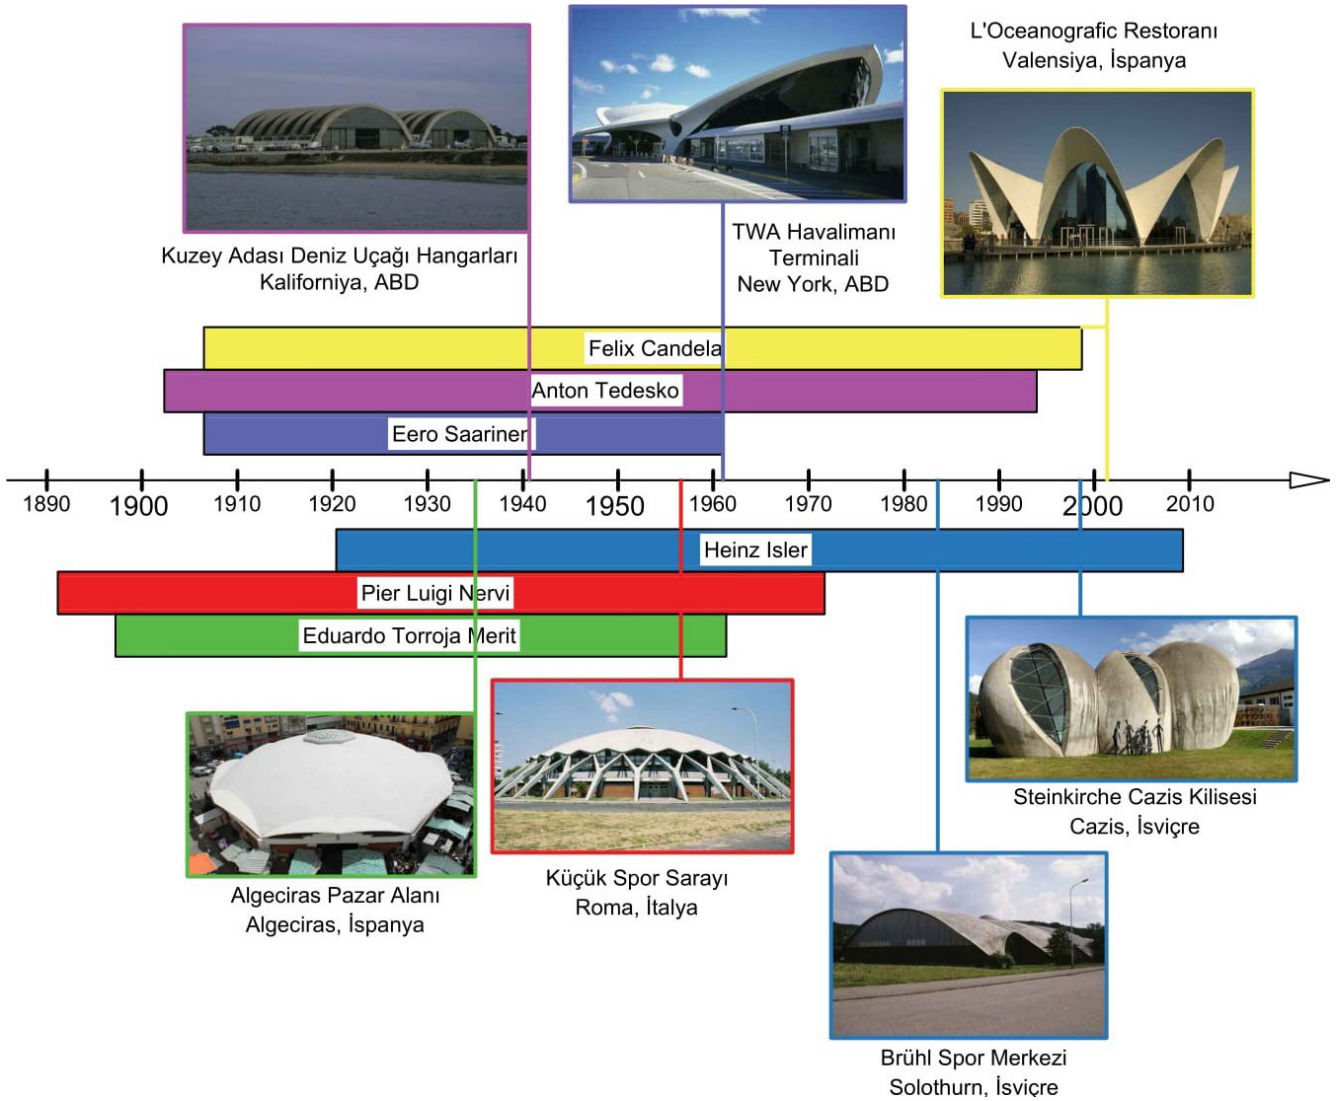 L'Oceanografic Restoranı
Valensiya, İspanya
TWA Havalimanı
Terminali
New York, ABD
Kuzey Adası Deniz Uçağı Hangarları
Kaliforniya, ABD
Felix Candela
Anton Tedesko
Eero Saarinen
1890 1900 1910 1920 1930 1940 1950 1960 1970 1980 1990 2000 2010
Heinz Isler
Pier Luigi Nervi
Eduardo Torroja Merit
Steinkirche Cazis Kilisesi
Cazis, İsviçre
Küçük Spor Sarayı
Roma, İtalya
Algeciras Pazar Alanı
Algeciras, İspanya
Brühl Spor Merkezi
Solothurn, İsviçre